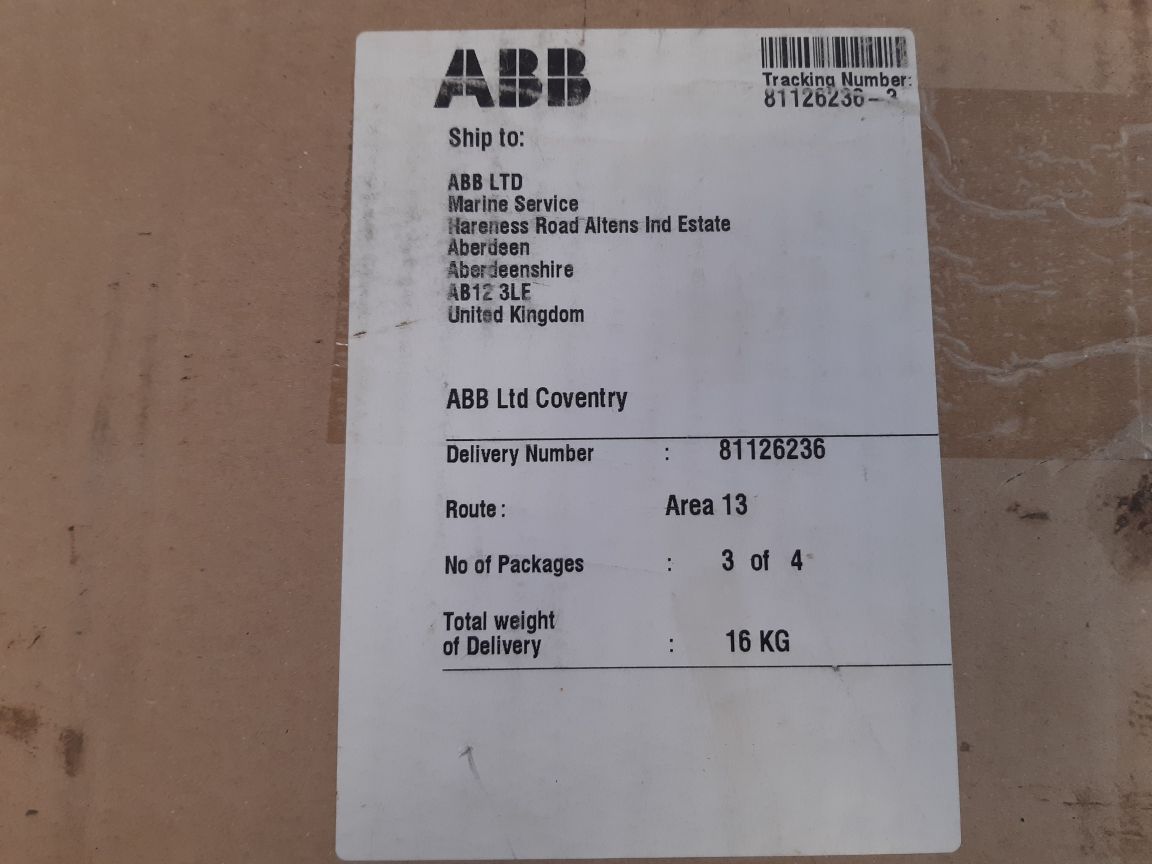 ABB
Tracking Number:
81126236-3
Ship to:
ABB LTD
Marine Service
Hareness Road Altens Ind Estate
Aberdeen
Aberdeenshire
AB12 3LE
United Kingdom
ABB Ltd Coventry
Delivery Number : 81126236
Route : Area 13
No of Packages : 3 of 4
Total weight
of Delivery : 16 KG
1